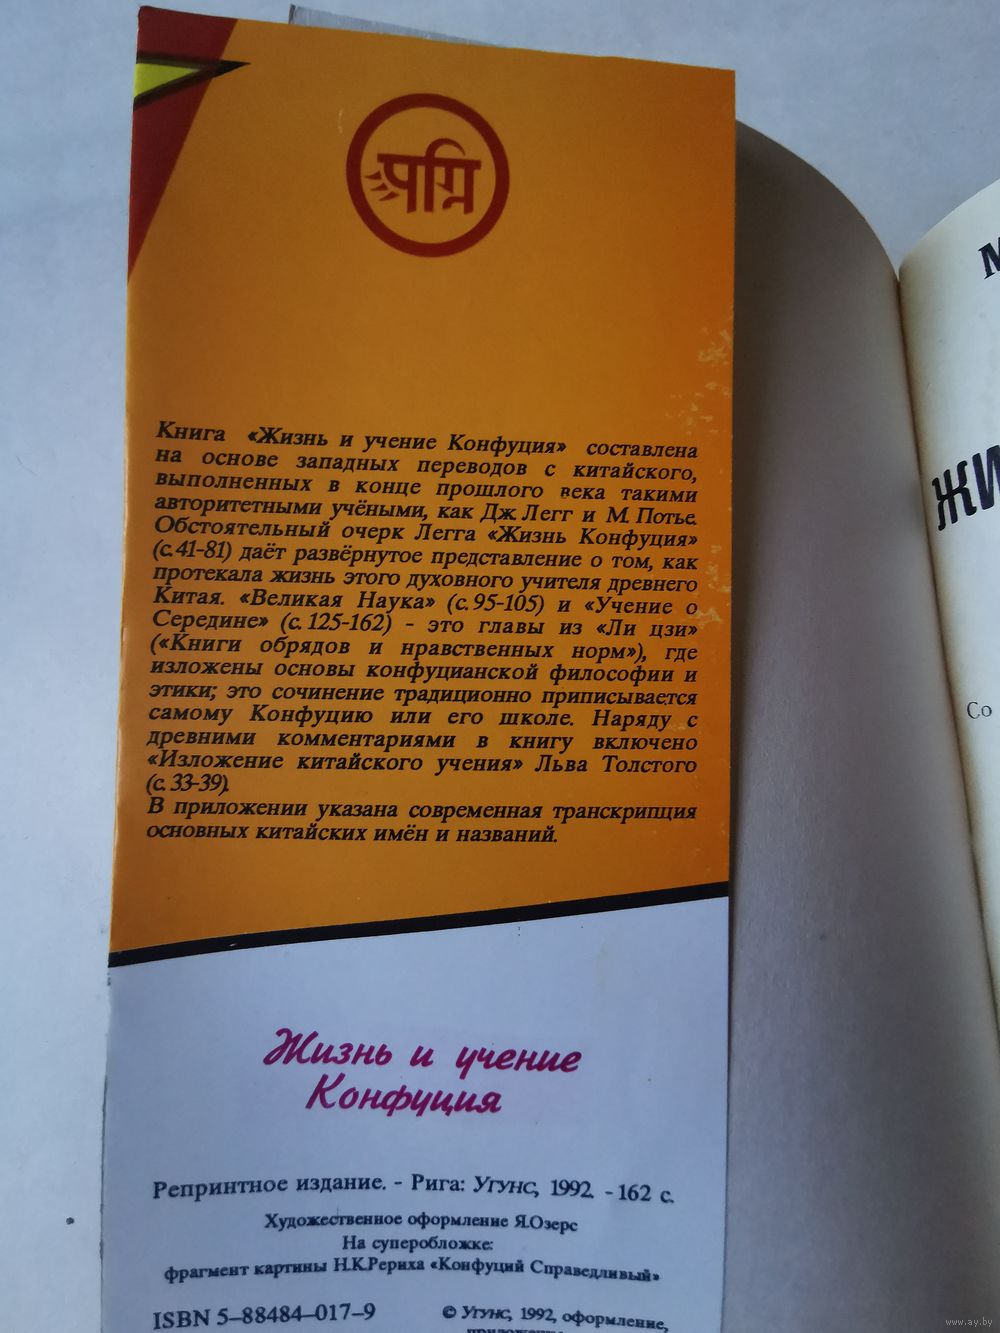 अग्नि
Книга «Жизнь и учение Конфуция» составлена
на основе западных переводов с китайского,
выполненных в конце прошлого века такими
авторитетными учёными, как Дж. Легг и М. Потье.
Обстоятельный очерк Легга «Жизнь Конфуция»
(с. 41-81) даёт развёрнутое представление о том, как
протекала жизнь этого духовного учителя древнего
Китая. «Великая Наука» (с. 95-105) и «Учение о
Середине» (с. 125-162) - это главы из «Ли цзи»
(«Книги обрядов и нравственных норм»), где
изложены основы конфуцианской философии и
этики; это сочинение традиционно приписывается
самому Конфуцию или его школе. Наряду с
древними комментариями в книгу включено
«Изложение китайского учения» Льва Толстого
(с. 33-39).
В приложении указана современная транскрипция
основных китайских имён и названий.
Жизнь и учение
Конфуция
Репринтное издание. - Рига: Угунс, 1992. - 162 с.
Художественное оформление Я.Озерс
На суперобложке:
фрагмент картины Н.К.Рериха «Конфуций Справедливый»
ISBN 5-88484-017-9
© Угунс, 1992, оформление,
М
ЖИ
Со
www.ay.by